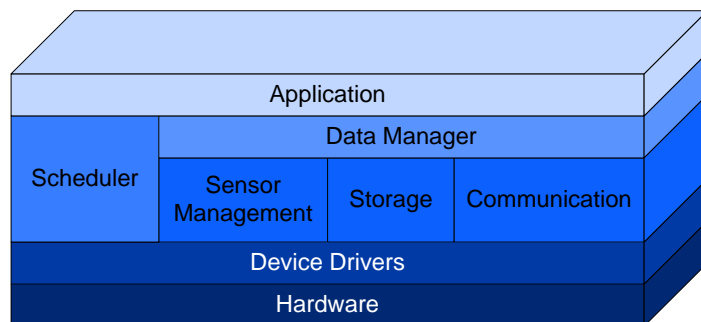 Application
Data Manager
Scheduler
Sensor
Management
Storage
Communication
Device Drivers
Hardware